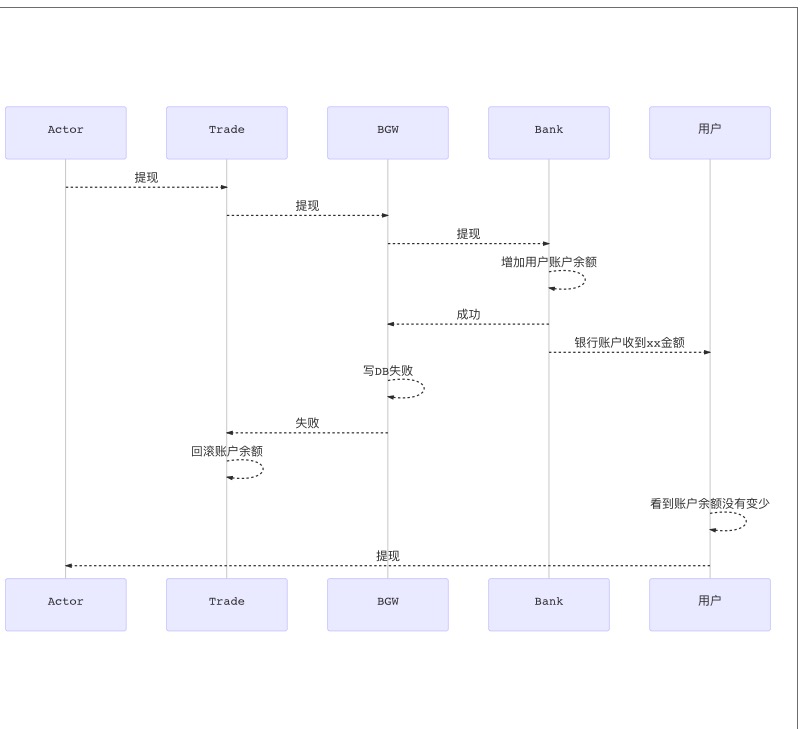 Actor
Trade
BGW
Bank
用户
提现
提现
提现
增加用户账户余额
成功
银行账户收到xx金额
写DB失败
失败
回滚账户余额
看到账户余额没有变少
提现
Actor
Trade
BGW
Bank
用户